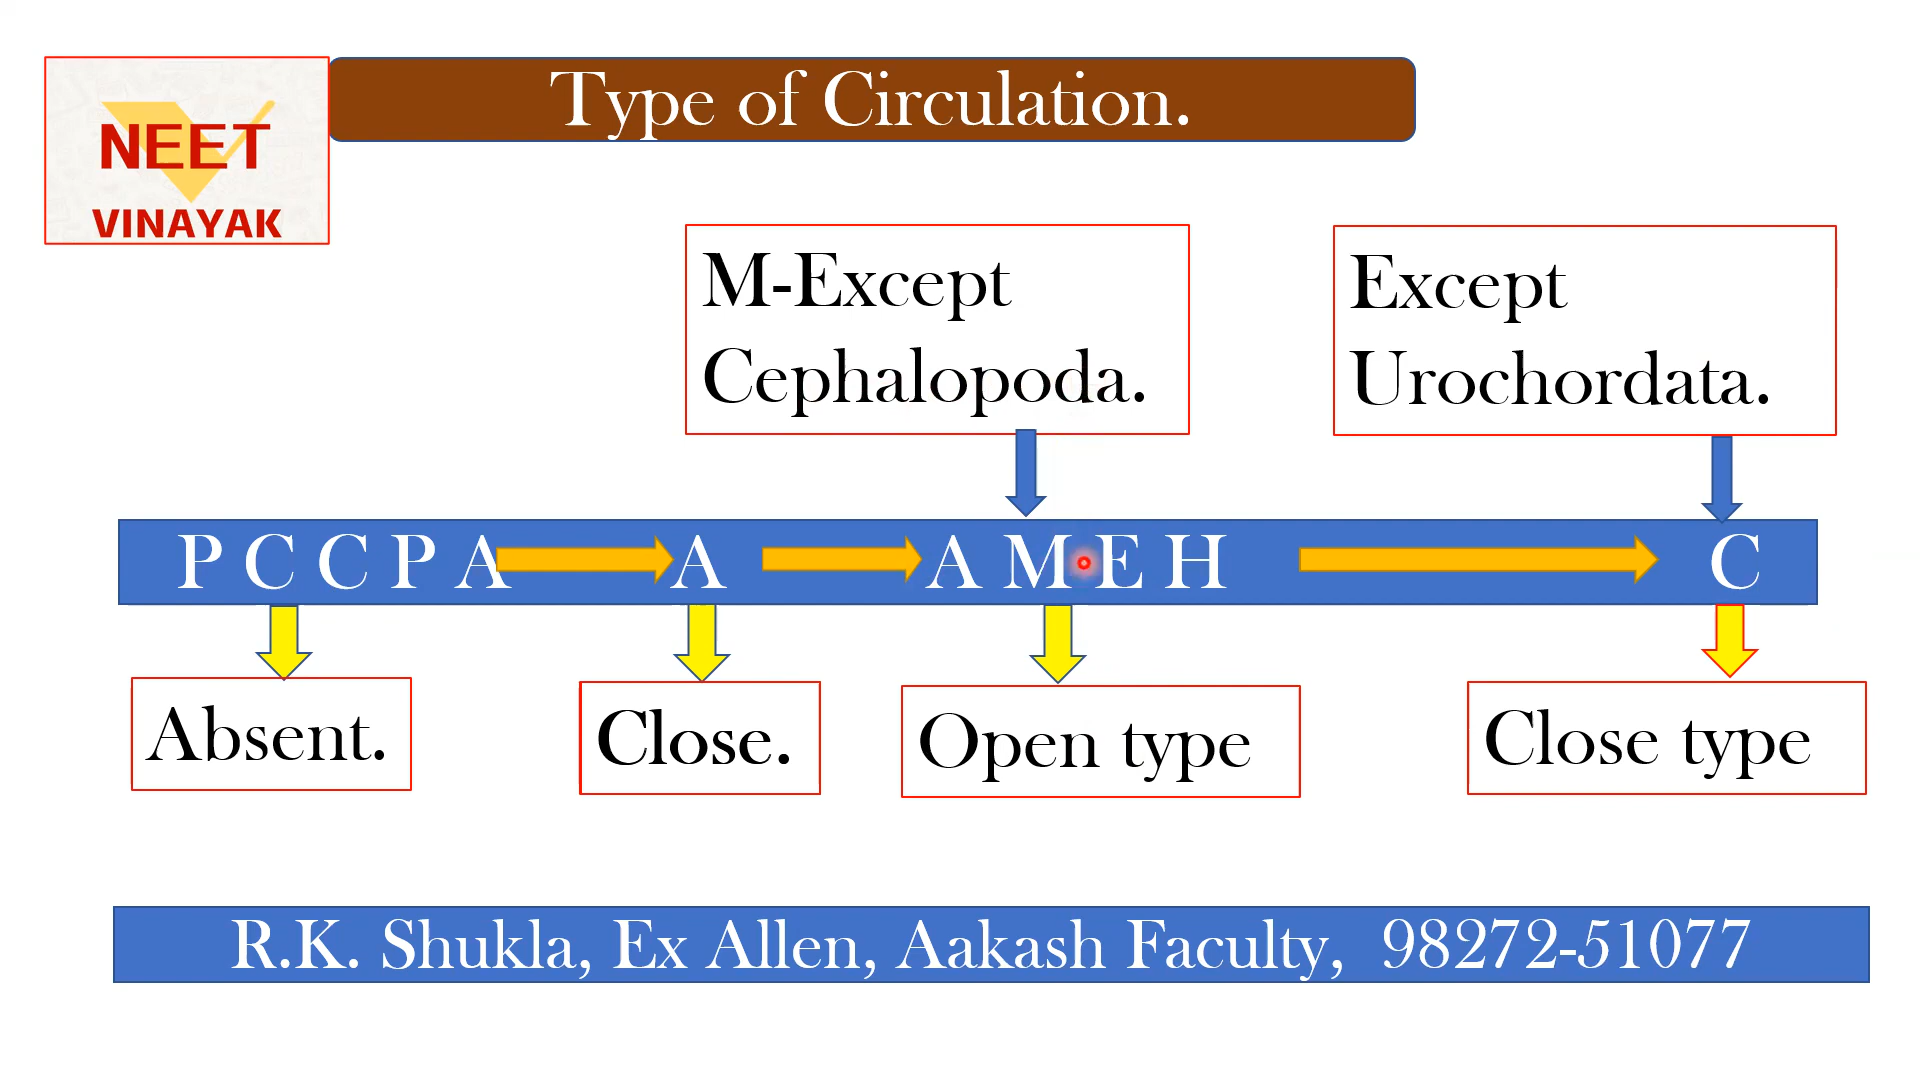 Type of Circulation.
NEET
VINAYAK
M-Except
Cephalopoda.
Except
Urochordata.
P C C P A A A M E H C
Absent.
Close.
Open type
Close type
R.K. Shukla, Ex Allen, Aakash Faculty, 98272-51077